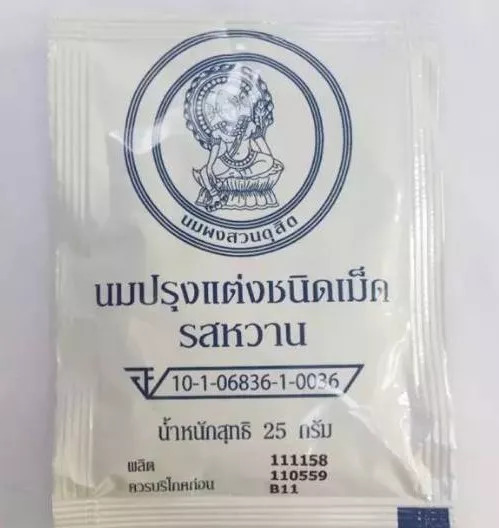 นมผงสวนดุสิต
นมปรุงแต่งชนิดเม็ด
รสหวาน
10-1-06836-1-0036
น้ำหนักสุทธิ 25 กรัม
ผลิต 111158
ควรบริโภคก่อน 110559
B11